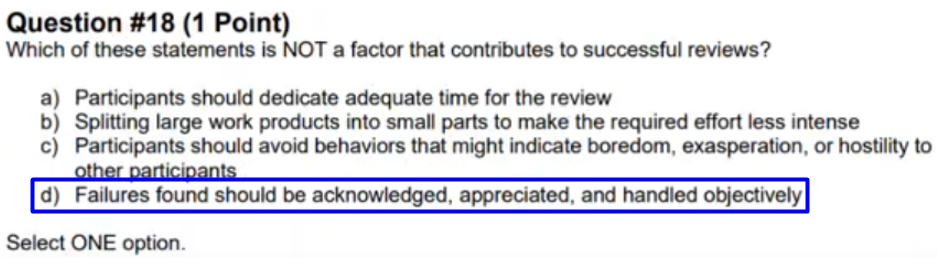 Question #18 (1 Point)
Which of these statements is NOT a factor that contributes to successful reviews?
a) Participants should dedicate adequate time for the review
b) Splitting large work products into small parts to make the required effort less intense
c) Participants should avoid behaviors that might indicate boredom, exasperation, or hostility to
other participants
d) Failures found should be acknowledged, appreciated, and handled objectively
Select ONE option.